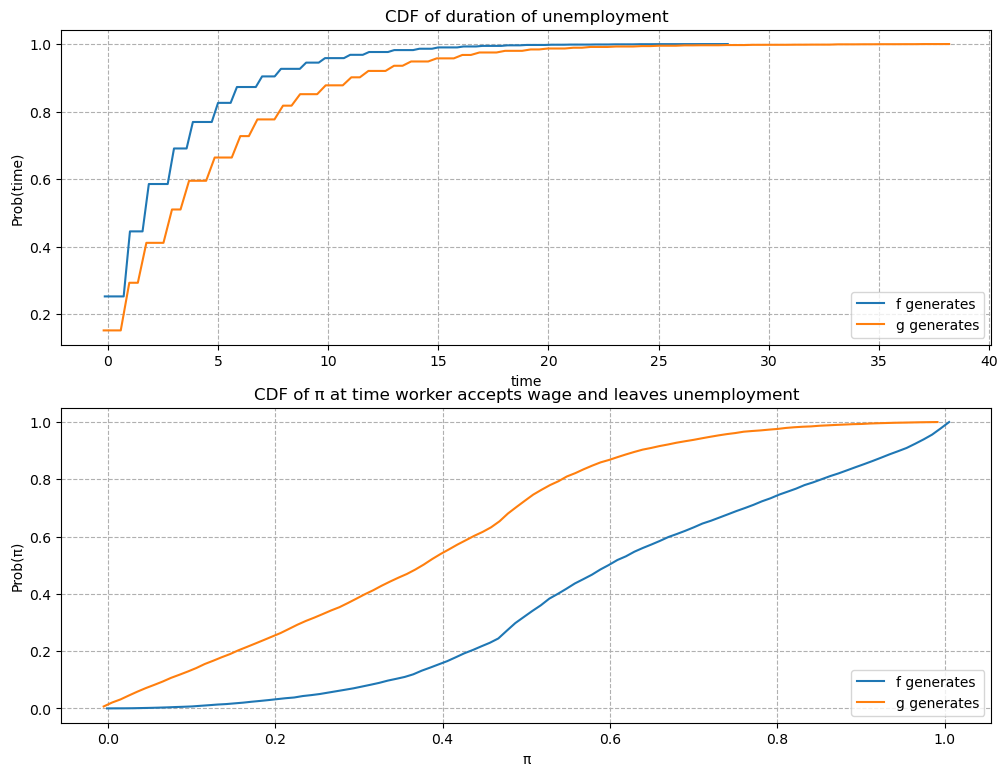 CDF of duration of unemployment
Prob(time)
1.0
0.8
0.6
0.4
0.2
f generates
g generates
0 5 10 15 20 25 30 35 40
time
CDF of π at time worker accepts wage and leaves unemployment
Prob(π)
1.0
0.8
0.6
0.4
0.2
0.0
f generates
g generates
0.0 0.2 0.4 0.6 0.8 1.0
π